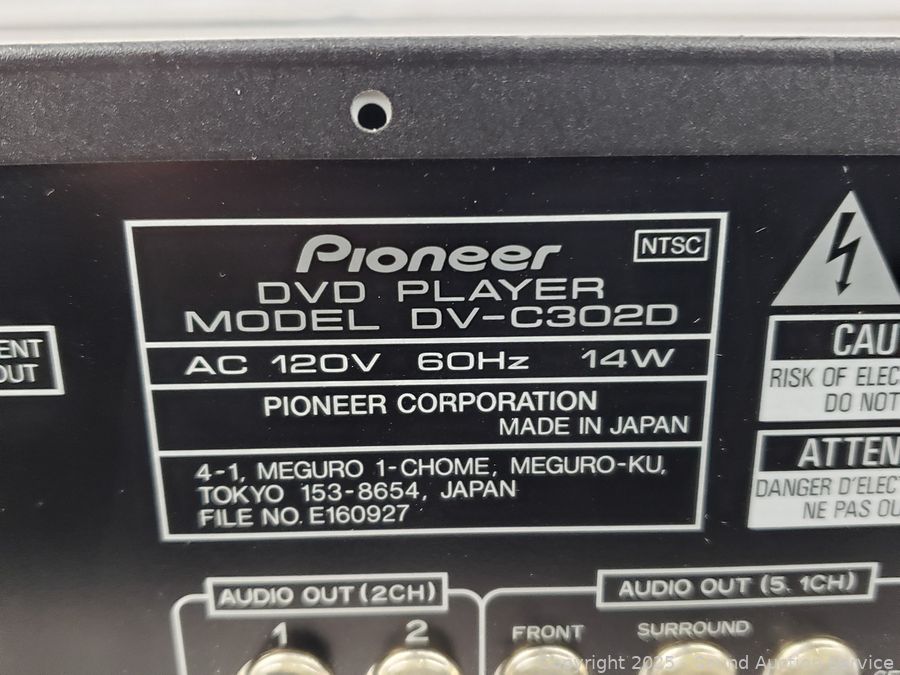 Pioneer
NTSC
DVD PLAYER
MODEL DV-C302D
AC 120V 60Hz 14W
PIONEER CORPORATION
MADE IN JAPAN
4-1, MEGURO 1-CHOME, MEGURO-KU,
TOKYO 153-8654, JAPAN
FILE NO. E160927
ENT
OUT
CAU
RISK OF ELEC
DO NOT
ATTEN
DANGER D'ELEC
NE PAS OU
AUDIO OUT (2CH)
1 2
AUDIO OUT (5. 1CH)
FRONT SURROUND
Copyright 2025 Auction Service